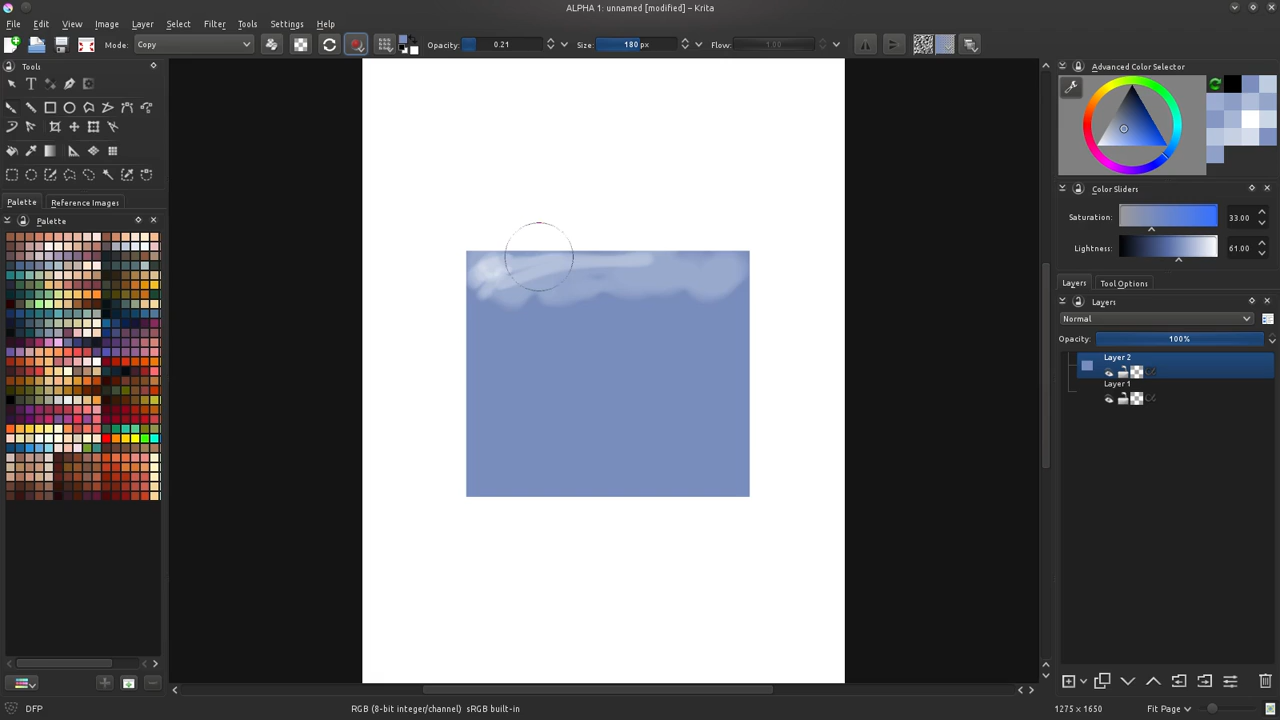 ALPHA 1: unnamed [modified] – Krita
File Edit View Image Layer Select Filter Tools Settings Help
Mode: Copy Opacity: 0.21 Size: 180 px Flow: 1.00
Tools
Advanced Color Selector
Color Sliders
Saturation: 33.00
Lightness: 61.00
Palette Reference Images
Palette
Layers Tool Options
Layers
Normal
Opacity: 100%
Layer 2
Layer 1
DFP RGB (8-bit integer/channel) sRGB built-in 1275 x 1650 Fit Page